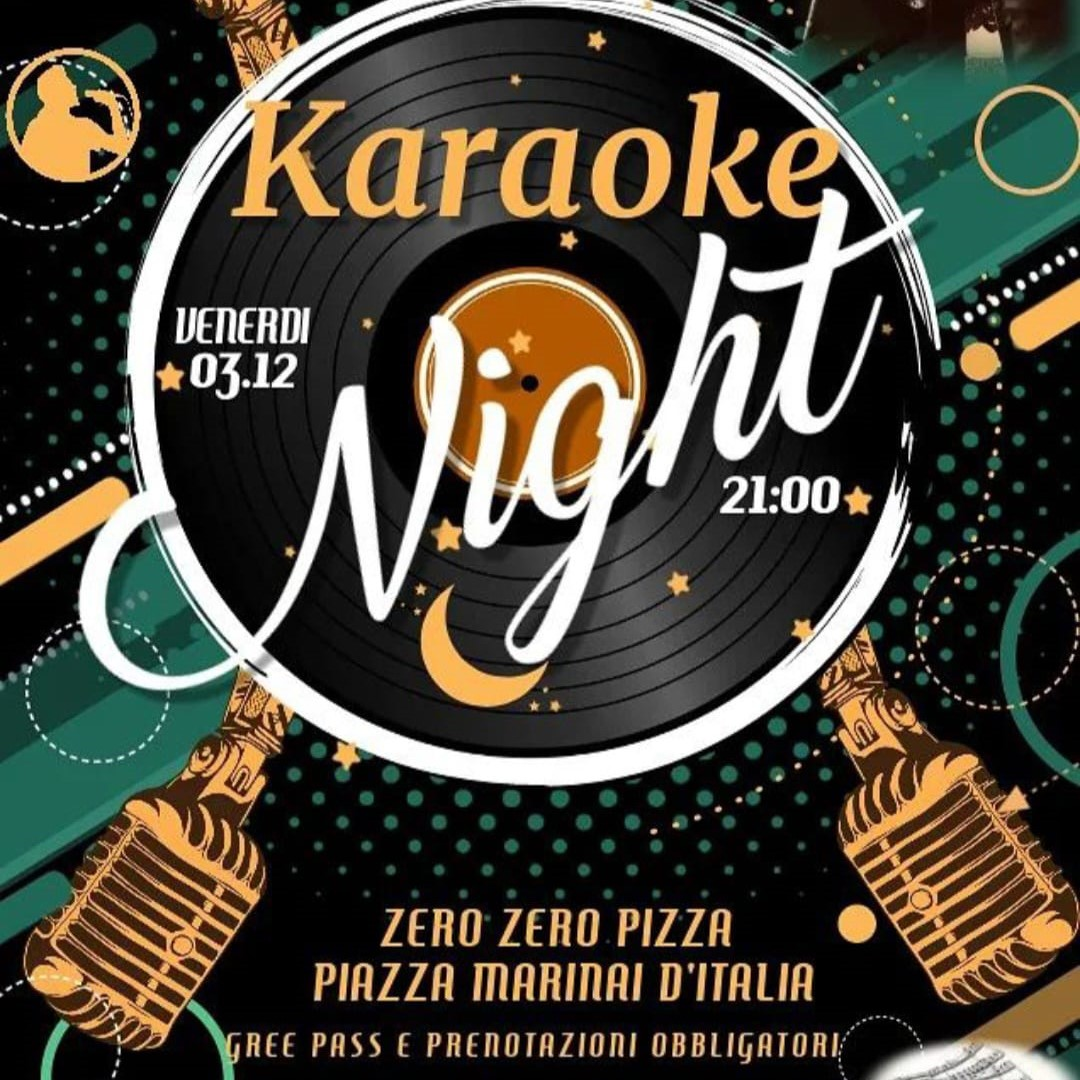 Karaoke
Night
VENERDI
03.12
21:00
ZERO ZERO PIZZA
PIAZZA MARINAI D'ITALIA
GREE PASS E PRENOTAZIONI OBBLIGATORI